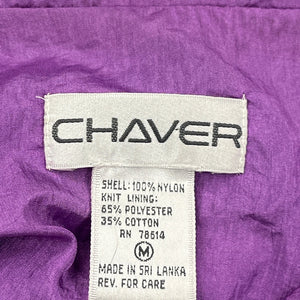 CHAVER
SHELL: 100% NYLON
KNIT LINING:
65% POLYESTER
35% COTTON
RN 78614
M
MADE IN SRI LANKA
REV. FOR CARE